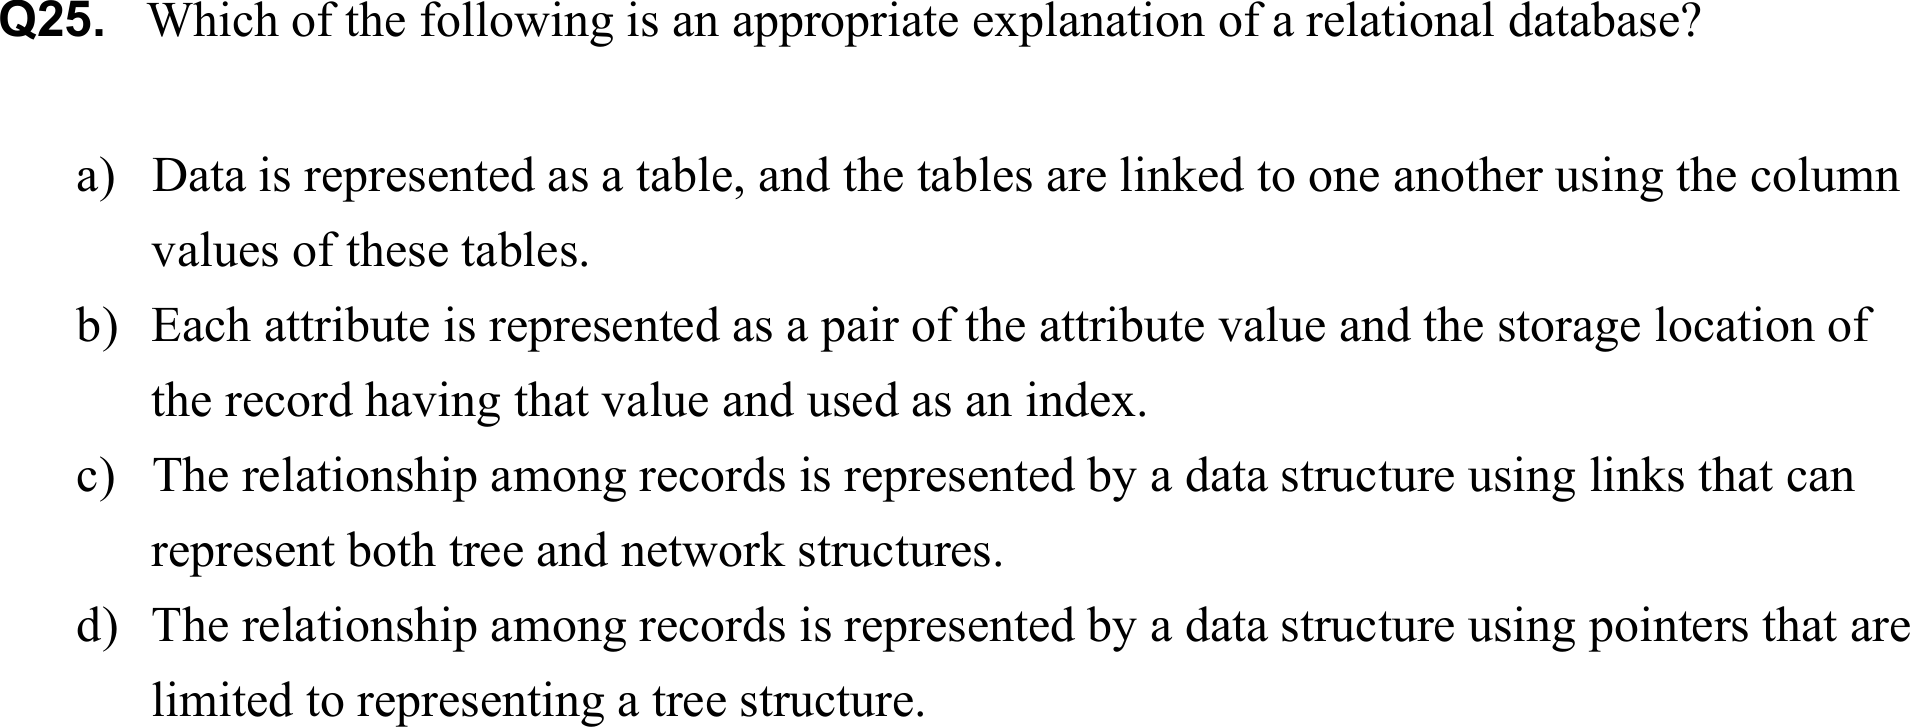 Q25. Which of the following is an appropriate explanation of a relational database?
a) Data is represented as a table, and the tables are linked to one another using the column
values of these tables.
b) Each attribute is represented as a pair of the attribute value and the storage location of
the record having that value and used as an index.
c) The relationship among records is represented by a data structure using links that can
represent both tree and network structures.
d) The relationship among records is represented by a data structure using pointers that are
limited to representing a tree structure.